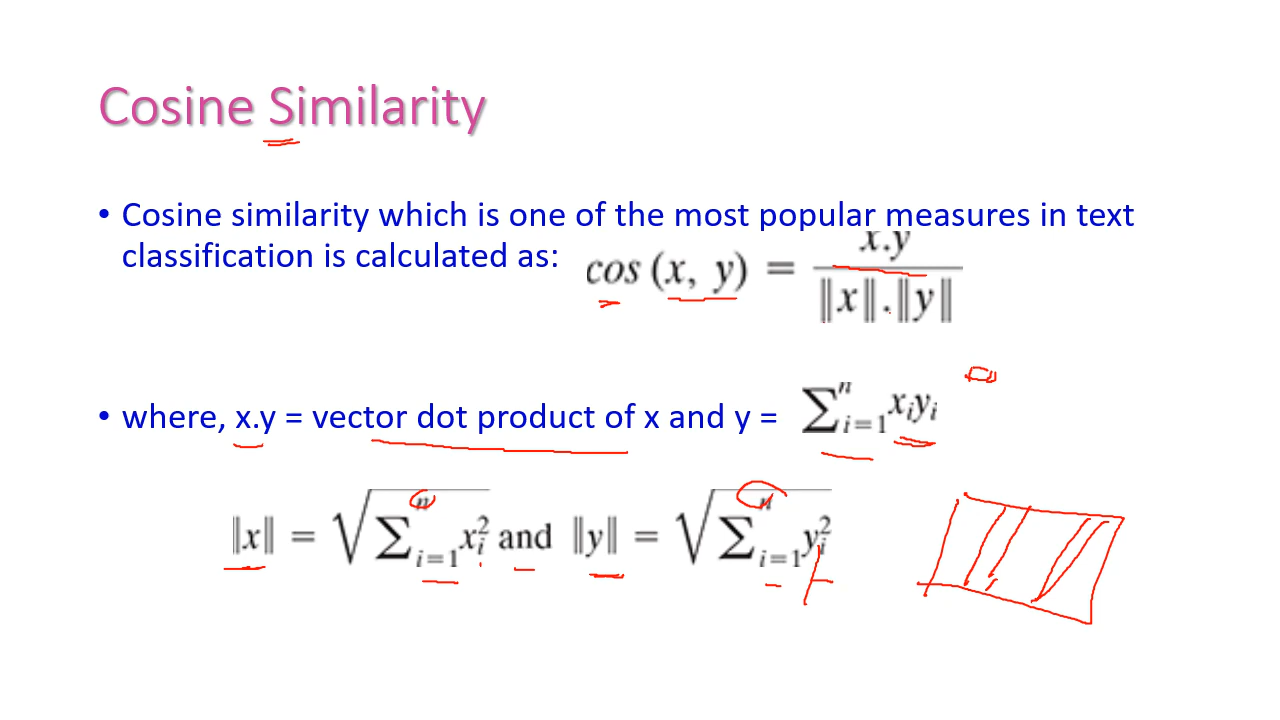 Cosine Similarity
• Cosine similarity which is one of the most popular measures in text
classification is calculated as: cos (x, y) = x.y / ‖x‖.‖y‖
• where, x.y = vector dot product of x and y = ∑ⁿᵢ₌₁ xᵢyᵢ
‖x‖ = √∑ⁿᵢ₌₁ xᵢ² and ‖y‖ = √∑ⁿᵢ₌₁ yᵢ²